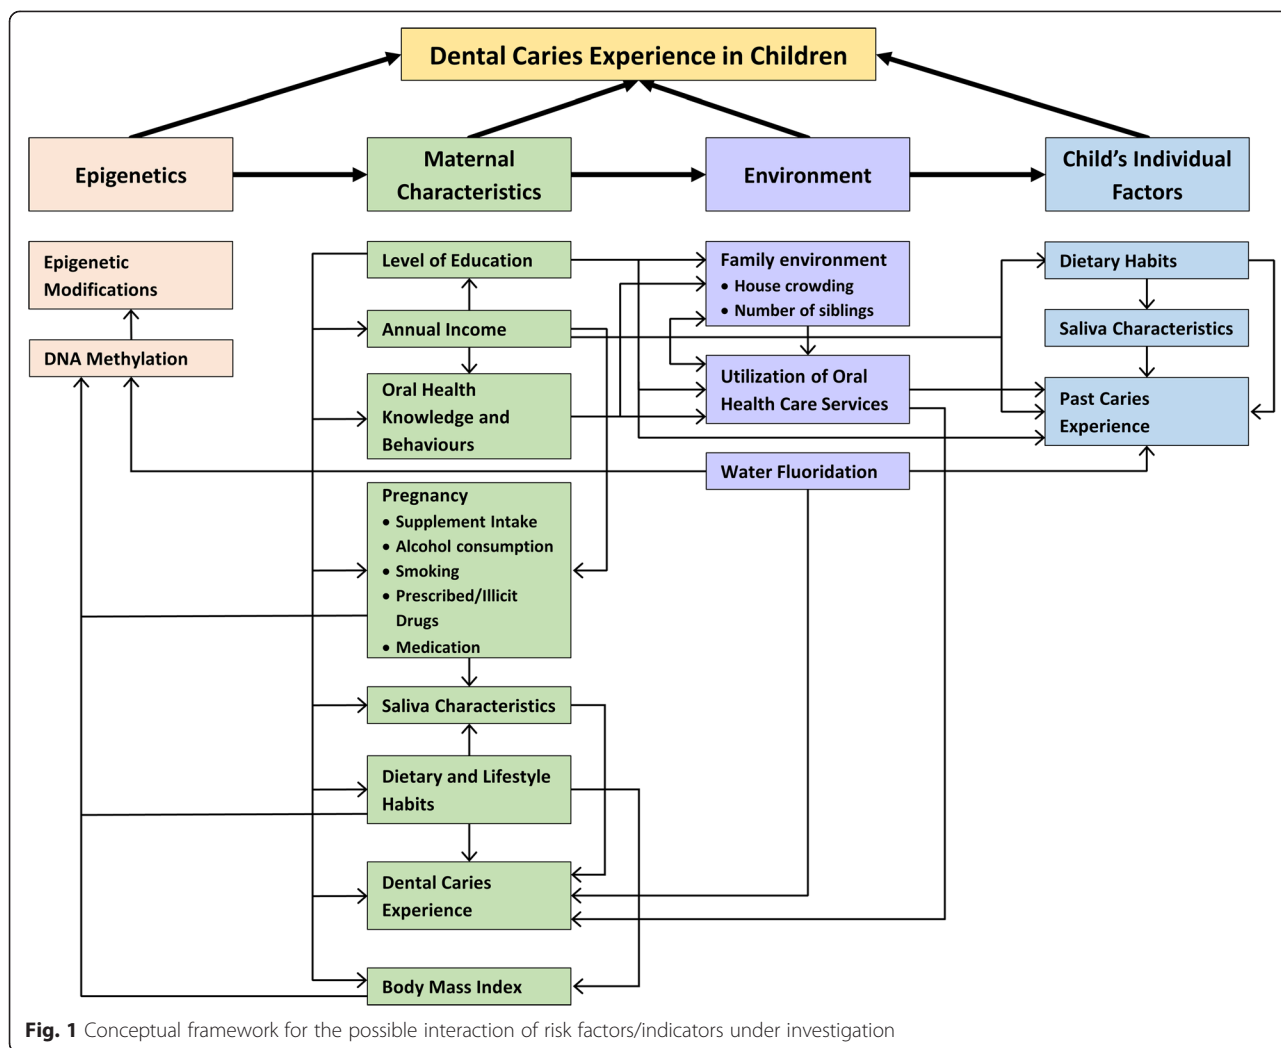 Dental Caries Experience in Children
Epigenetics
Maternal
Characteristics
Environment
Child's Individual
Factors
Epigenetic
Modifications
DNA Methylation
Level of Education
Annual Income
Oral Health
Knowledge and
Behaviours
Pregnancy
• Supplement Intake
• Alcohol consumption
• Smoking
• Prescribed/Illicit
Drugs
• Medication
Saliva Characteristics
Dietary and Lifestyle
Habits
Dental Caries
Experience
Body Mass Index
Family environment
• House crowding
• Number of siblings
Utilization of Oral
Health Care Services
Water Fluoridation
Dietary Habits
Saliva Characteristics
Past Caries
Experience
Fig. 1 Conceptual framework for the possible interaction of risk factors/indicators under investigation